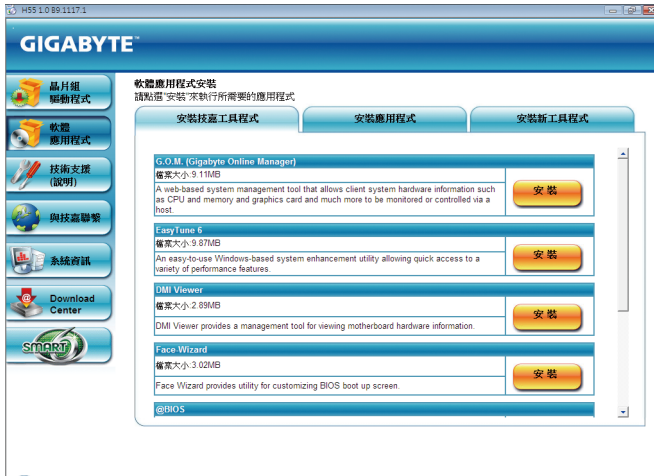 H55 1.0 B9.1117.1
GIGABYTE™
晶片組
驅動程式
軟體
應用程式
技術支援
(說明)
與技嘉聯繫
系統資訊
Download
Center
SMART
軟體應用程式安裝
請點選"安裝"來執行所需要的應用程式
安裝技嘉工具程式
安裝應用程式
安裝新工具程式
G.O.M. (Gigabyte Online Manager)
檔案大小:9.11MB
A web-based system management tool that allows client system hardware information such
as CPU and memory and graphics card and much more to be monitored or controlled via a
host.
安裝
EasyTune 6
檔案大小:9.87MB
An easy-to-use Windows-based system enhancement utility allowing quick access to a
variety of performance features.
安裝
DMI Viewer
檔案大小:2.89MB
DMI Viewer provides a management tool for viewing motherboard hardware information.
安裝
Face-Wizard
檔案大小:3.02MB
Face Wizard provides utility for customizing BIOS boot up screen.
安裝
@BIOS